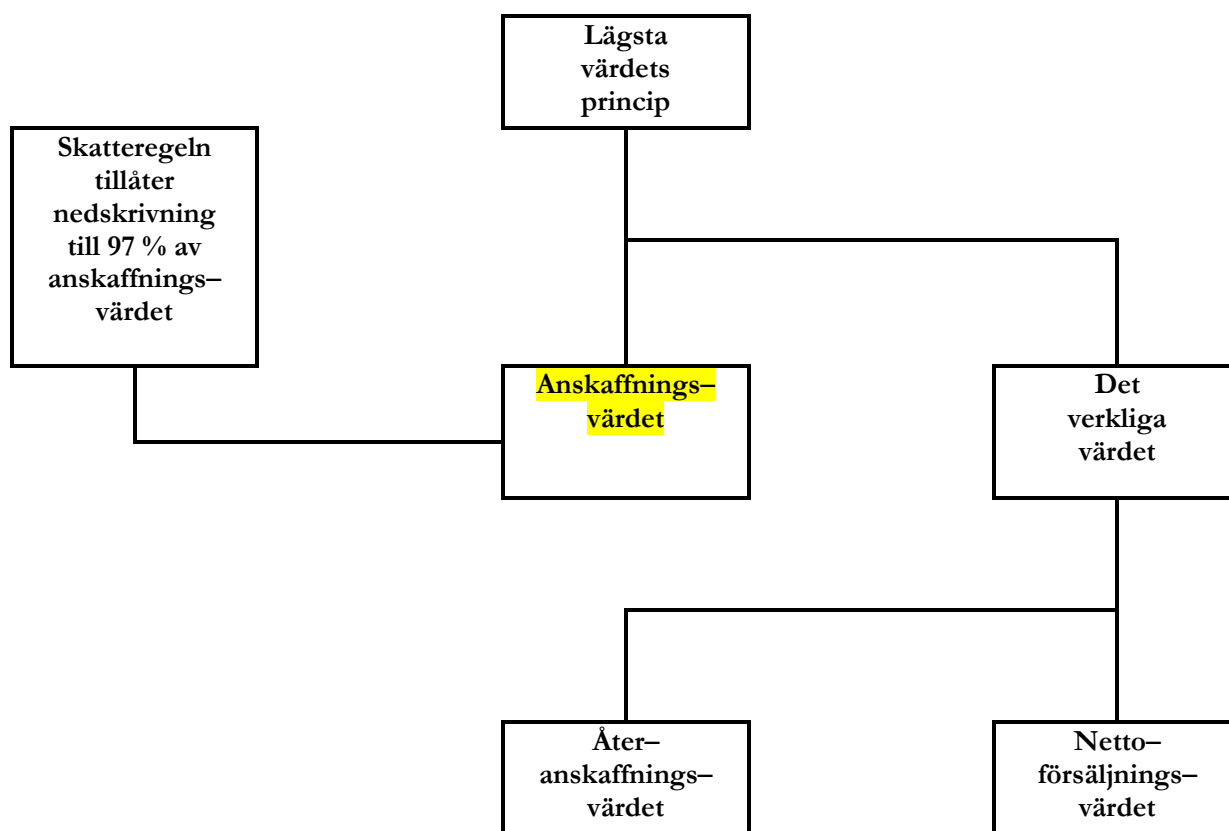 Lägsta
värdets
princip
Skatteregeln
tillåter
nedskrivning
till 97 % av
anskaffnings–
värdet
Anskaffnings–
värdet
Det
verkliga
värdet
Åter–
anskaffnings–
värdet
Netto–
försäljnings–
värdet